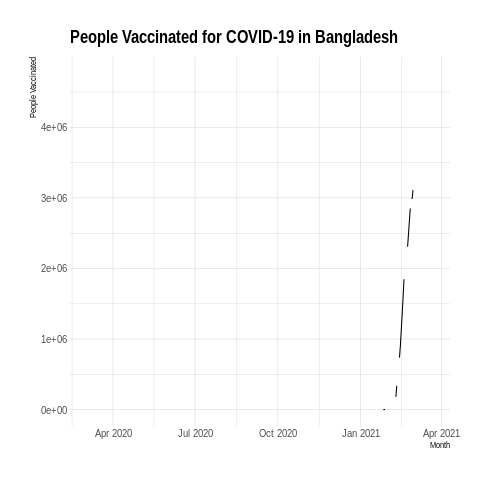 People Vaccinated for COVID-19 in Bangladesh
People Vaccinated
4e+06
3e+06
2e+06
1e+06
0e+00
Apr 2020
Jul 2020
Oct 2020
Jan 2021
Apr 2021
Month